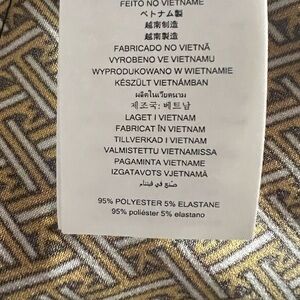 FEITO NO VIETNAME
ベトナム製
越南制造
越南製造
FABRICADO NO VIETNÃ
VYROBENO VE VIETNAMU
WYPRODUKOWANO W WIETNAMIE
KÉSZÜLT VIETNÁMBAN
ผลิตในเวียดนาม
제조국: 베트남
LAGET I VIETNAM
FABRICAT ÎN VIETNAM
TILLVERKAD I VIETNAM
VALMISTETTU VIETNAMISSA
PAGAMINTA VIETNAME
IZGATAVOTS VJETNAMĀ
صنع في فيتنام
95% POLYESTER 5% ELASTANE
95% poliéster 5% elastano